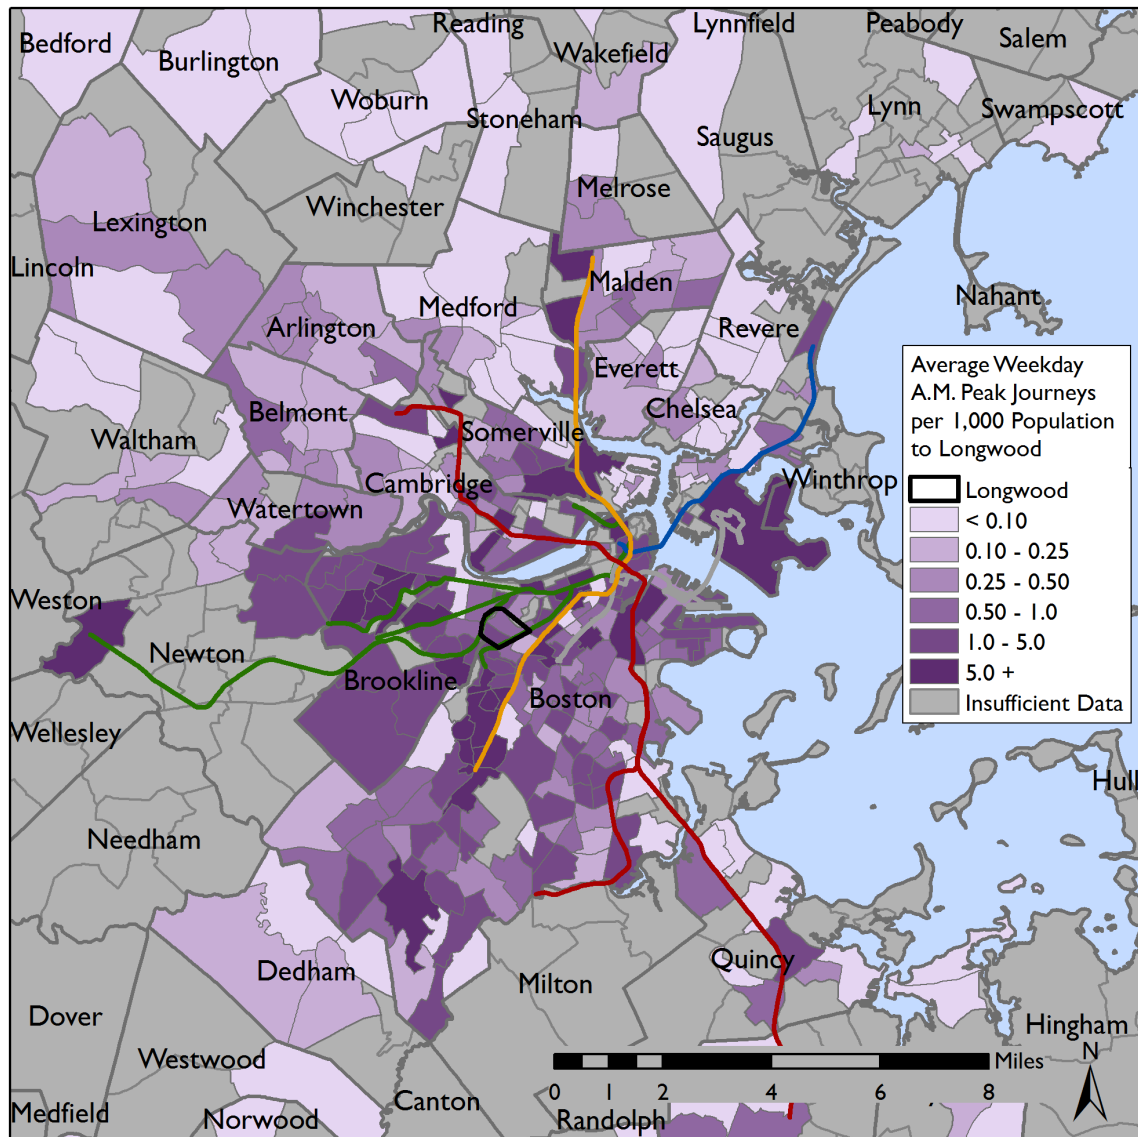 Reading
Lynnfield
Peabody
Salem
Bedford
Burlington
Wakefield
Woburn
Stoneham
Lynn
Swampscott
Saugus
Melrose
Winchester
Lexington
Lincoln
Malden
Nahant
Medford
Arlington
Revere
Everett
Chelsea
Belmont
Waltham
Somerville
Cambridge
Winthrop
Watertown
Average Weekday
A.M. Peak Journeys
per 1,000 Population
to Longwood
Longwood
< 0.10
0.10 - 0.25
0.25 - 0.50
0.50 - 1.0
1.0 - 5.0
5.0 +
Insufficient Data
Weston
Newton
Brookline
Boston
Wellesley
Hull
Needham
Quincy
Dedham
Milton
Dover
Hingham
Westwood
Medfield
Norwood
Canton
Randolph
Miles
0 1 2 4 6 8
N